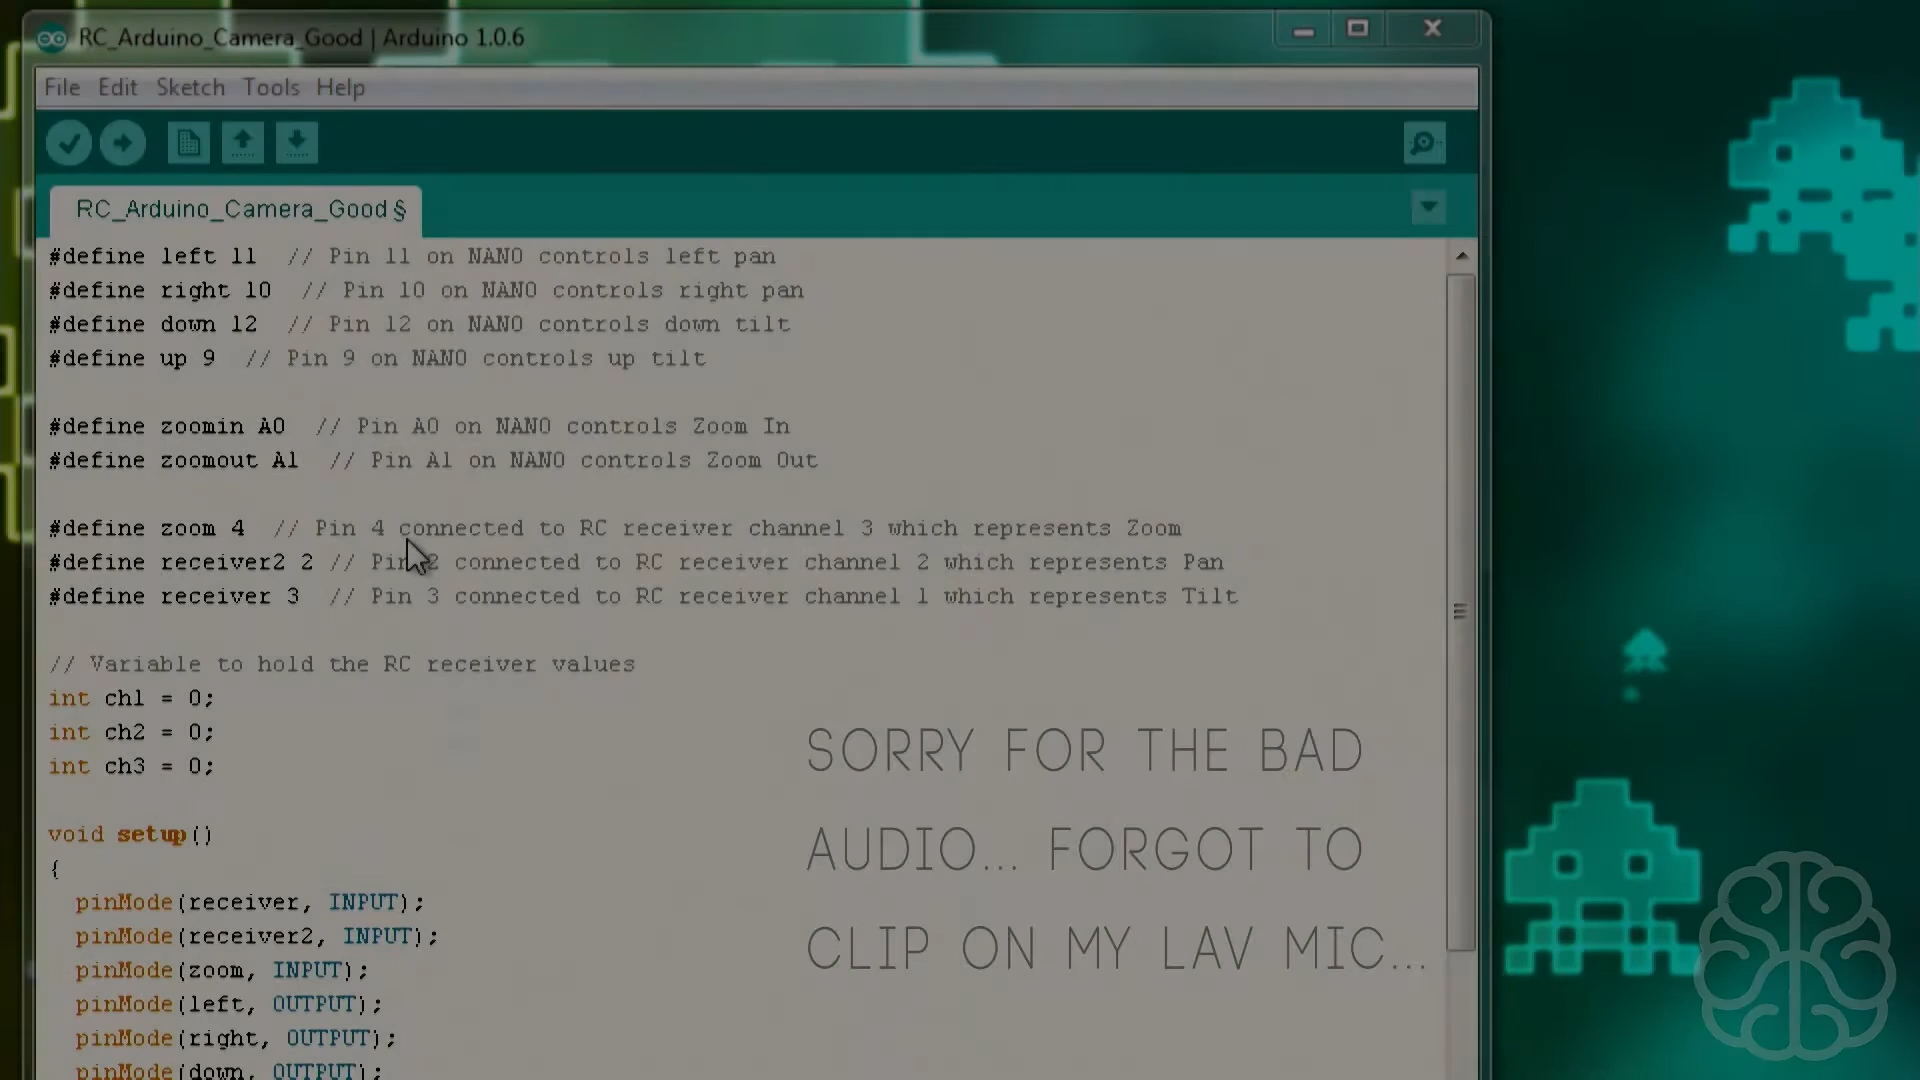 RC_Arduino_Camera_Good | Arduino 1.0.6
File Edit Sketch Tools Help
RC_Arduino_Camera_Good §
#define left 11 // Pin 11 on NANO controls left pan
#define right 10 // Pin 10 on NANO controls right pan
#define down 12 // Pin 12 on NANO controls down tilt
#define up 9 // Pin 9 on NANO controls up tilt
#define zoomin A0 // Pin A0 on NANO controls Zoom In
#define zoomout A1 // Pin A1 on NANO controls Zoom Out
#define zoom 4 // Pin 4 connected to RC receiver channel 3 which represents Zoom
#define receiver2 2 // Pin 2 connected to RC receiver channel 2 which represents Pan
#define receiver 3 // Pin 3 connected to RC receiver channel 1 which represents Tilt
// Variable to hold the RC receiver values
int ch1 = 0;
int ch2 = 0;
int ch3 = 0;
void setup()
{
pinMode(receiver, INPUT);
pinMode(receiver2, INPUT);
pinMode(zoom, INPUT);
pinMode(left, OUTPUT);
pinMode(right, OUTPUT);
pinMode(down, OUTPUT);
SORRY FOR THE BAD
AUDIO... FORGOT TO
CLIP ON MY LAV MIC...